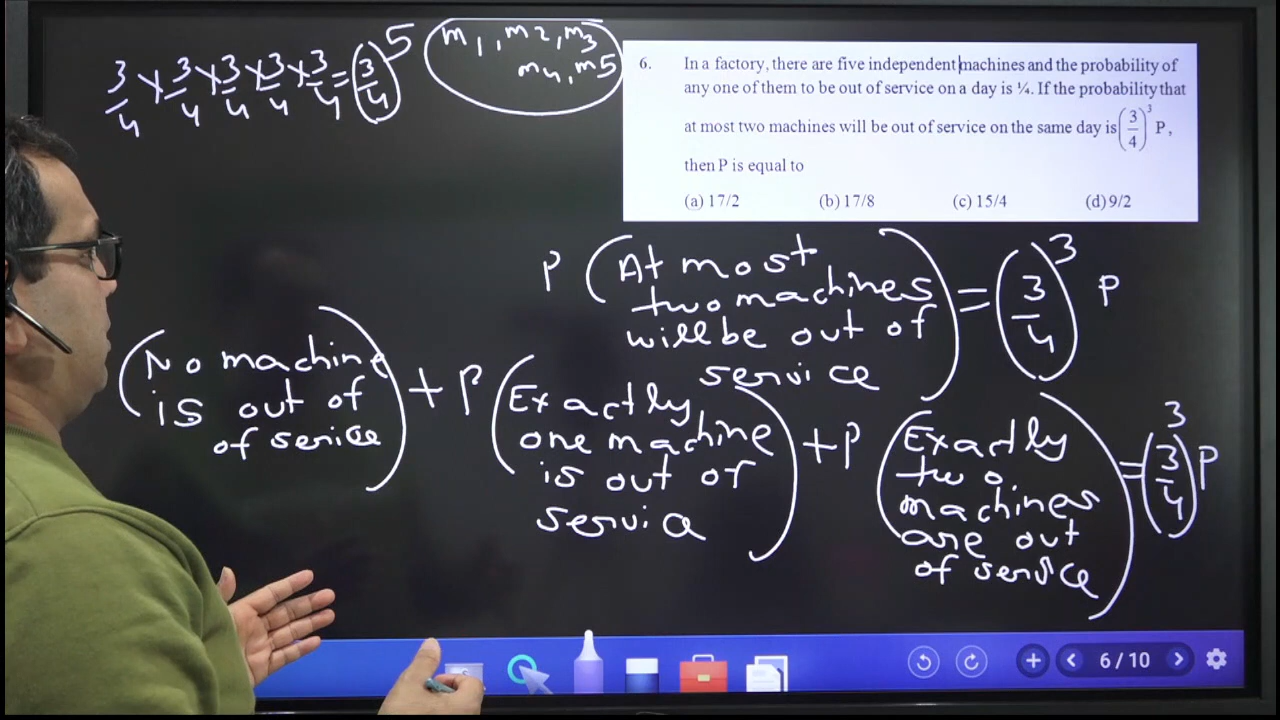 3/4 × 3/4 × 3/4 × 3/4 × 3/4 = (3/4)^5
m1, m2, m3
m4, m5
6. In a factory, there are five independent machines and the probability of
any one of them to be out of service on a day is ¼. If the probability that
at most two machines will be out of service on the same day is (3/4)^3 P,
then P is equal to
(a) 17/2 (b) 17/8 (c) 15/4 (d) 9/2
P (At most
two machines
will be out of
service) = (3/4)^3 P
(No machine
is out of
of serice) + P (Exactly
one machine
is out of
servia) + P (Exactly
two
machines
are out
of service) = (3/4)^3 P
6 / 10